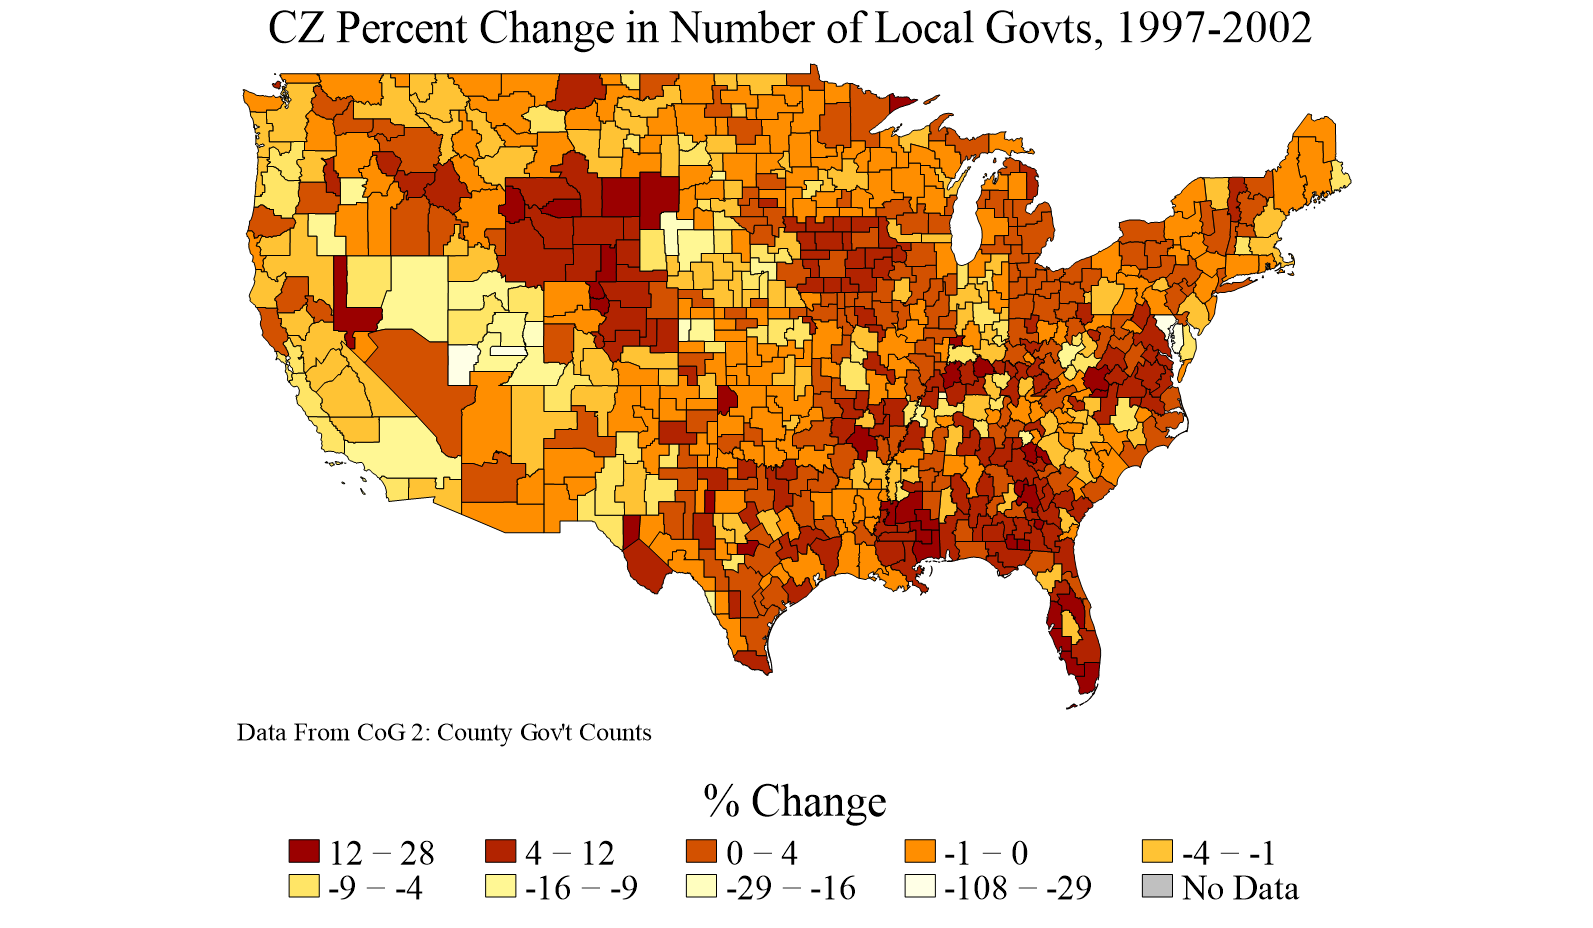 CZ Percent Change in Number of Local Govts, 1997-2002
Data From CoG 2: County Gov't Counts
% Change
12 – 28 4 – 12 0 – 4 -1 – 0 -4 – -1
-9 – -4 -16 – -9 -29 – -16 -108 – -29 No Data